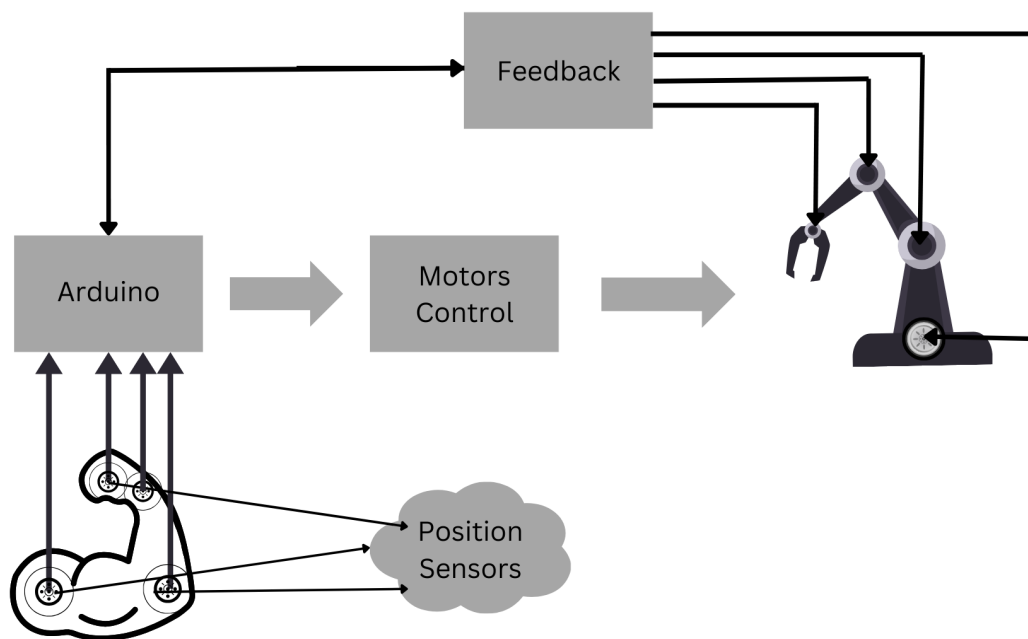 Feedback
Arduino
Motors
Control
Position
Sensors